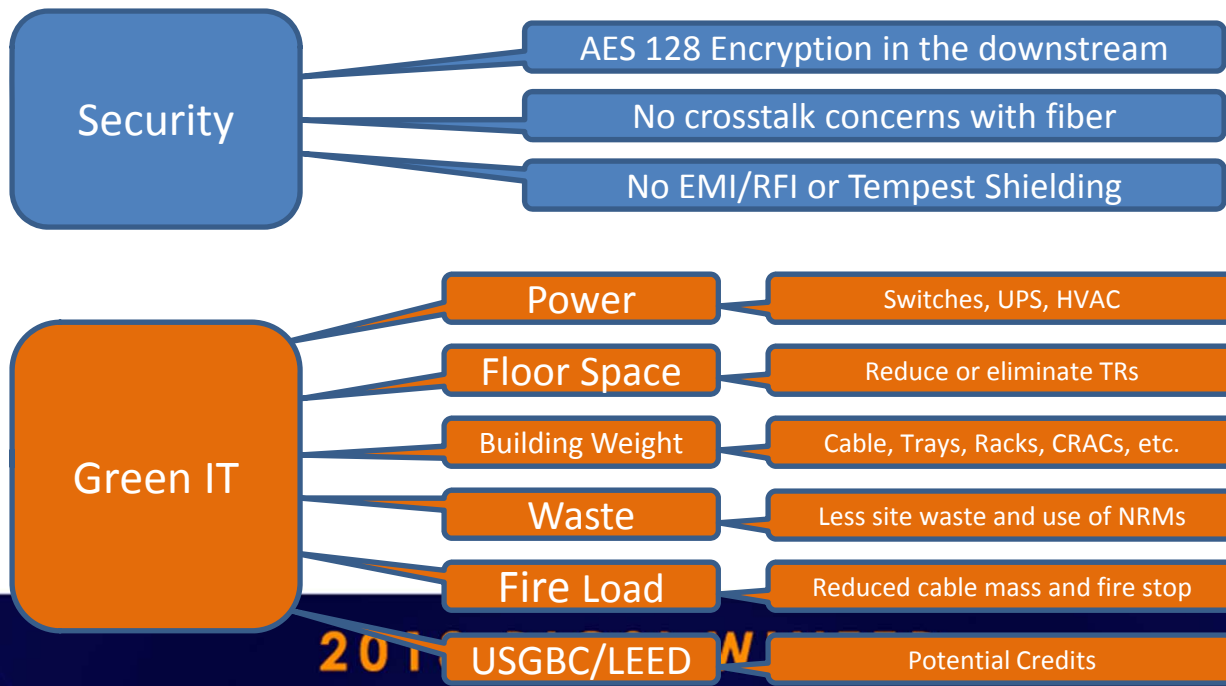 Security
AES 128 Encryption in the downstream
No crosstalk concerns with fiber
No EMI/RFI or Tempest Shielding
Green IT
Power
Switches, UPS, HVAC
Floor Space
Reduce or eliminate TRs
Building Weight
Cable, Trays, Racks, CRACs, etc.
Waste
Less site waste and use of NRMs
Fire Load
Reduced cable mass and fire stop
USGBC/LEED
Potential Credits